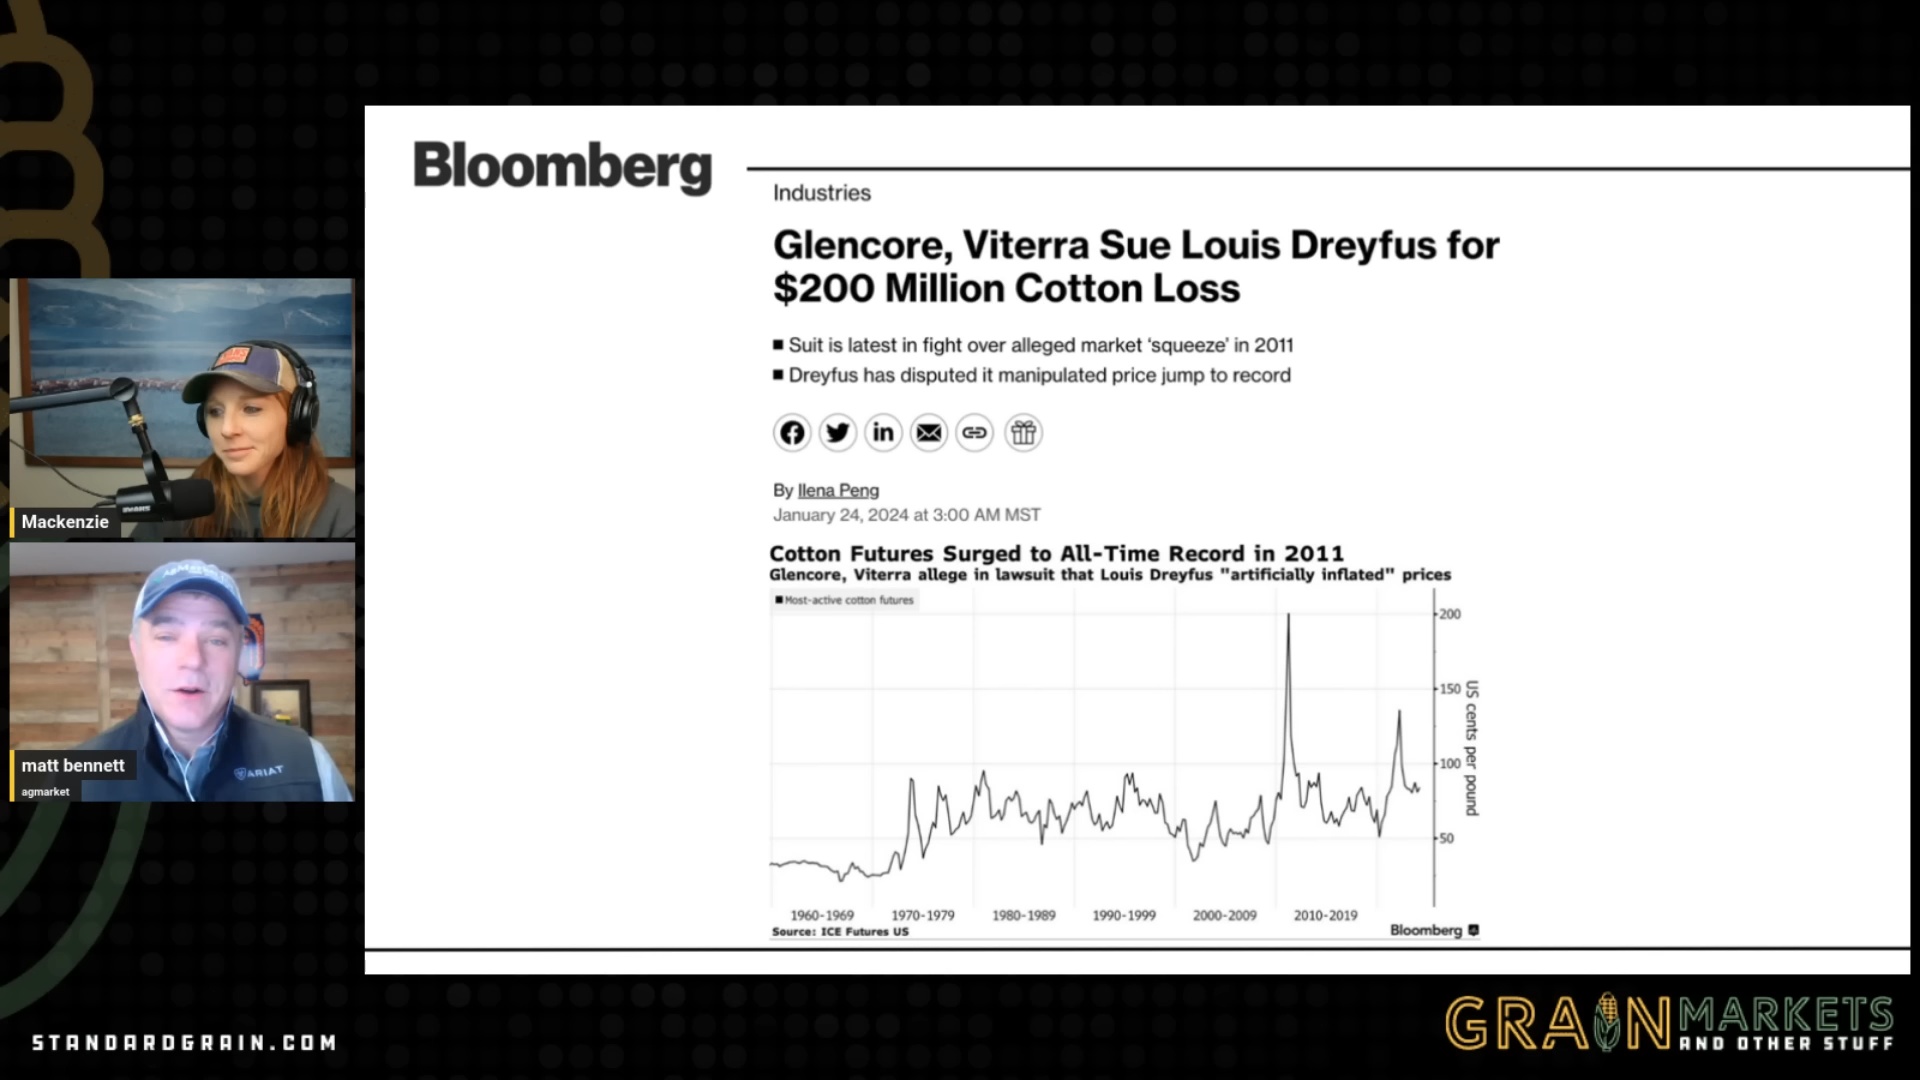 Bloomberg
Industries
Glencore, Viterra Sue Louis Dreyfus for
$200 Million Cotton Loss
Suit is latest in fight over alleged market ‘squeeze’ in 2011
Dreyfus has disputed it manipulated price jump to record
By Ilena Peng
January 24, 2024 at 3:00 AM MST
Cotton Futures Surged to All-Time Record in 2011
Glencore, Viterra allege in lawsuit that Louis Dreyfus "artificially inflated" prices
Most-active cotton futures
200
150
100
50
US cents per pound
1960-1969 1970-1979 1980-1989 1990-1999 2000-2009 2010-2019
Source: ICE Futures US
Bloomberg
Mackenzie
matt bennett
agmarket
ARIAT
STANDARDGRAIN.COM
GRAIN MARKETS
AND OTHER STUFF